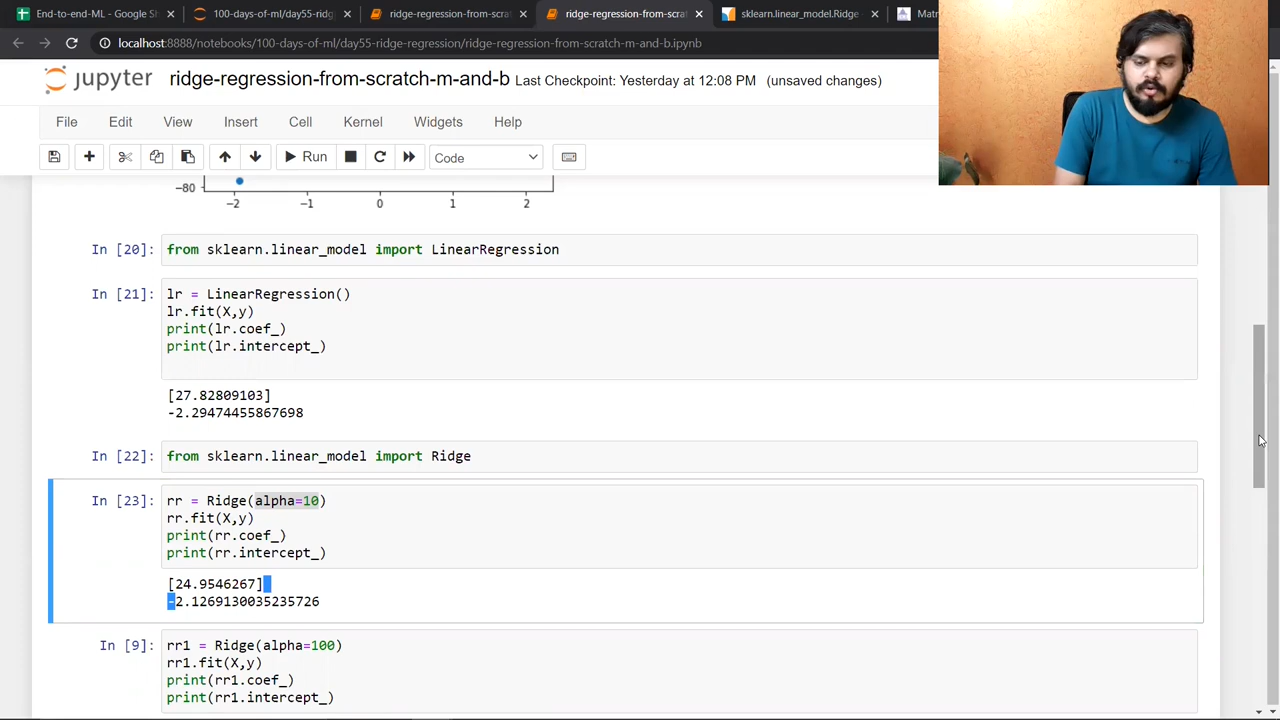 End-to-end-ML - Google Sh
100-days-of-ml/day55-ridg
ridge-regression-from-scra
ridge-regression-from-scra
sklearn.linear_model.Ridge
Matr
localhost:8888/notebooks/100-days-of-ml/day55-ridge-regression/ridge-regression-from-scratch-m-and-b.ipynb
jupyter ridge-regression-from-scratch-m-and-b Last Checkpoint: Yesterday at 12:08 PM (unsaved changes)
File Edit View Insert Cell Kernel Widgets Help
Run Code
−80
−2 −1 0 1 2
In [20]: from sklearn.linear_model import LinearRegression
In [21]: lr = LinearRegression()
lr.fit(X,y)
print(lr.coef_)
print(lr.intercept_)
[27.82809103]
-2.29474455867698
In [22]: from sklearn.linear_model import Ridge
In [23]: rr = Ridge(alpha=10)
rr.fit(X,y)
print(rr.coef_)
print(rr.intercept_)
[24.9546267]
-2.1269130035235726
In [9]: rr1 = Ridge(alpha=100)
rr1.fit(X,y)
print(rr1.coef_)
print(rr1.intercept_)